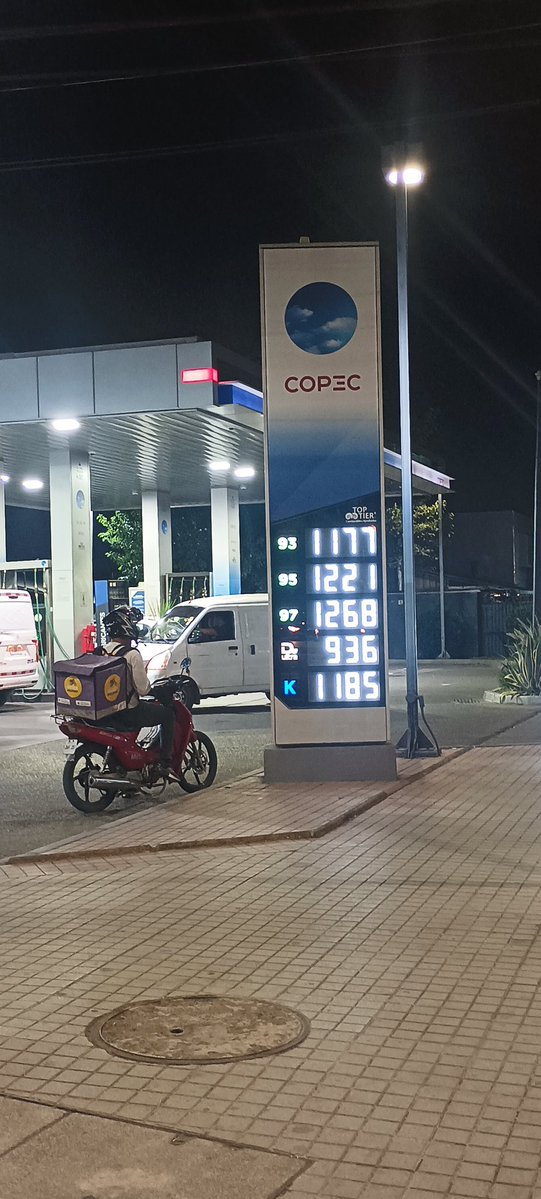 COPEC
TOP
TIER
93 1177
95 1221
97 1268
D 936
K 1185